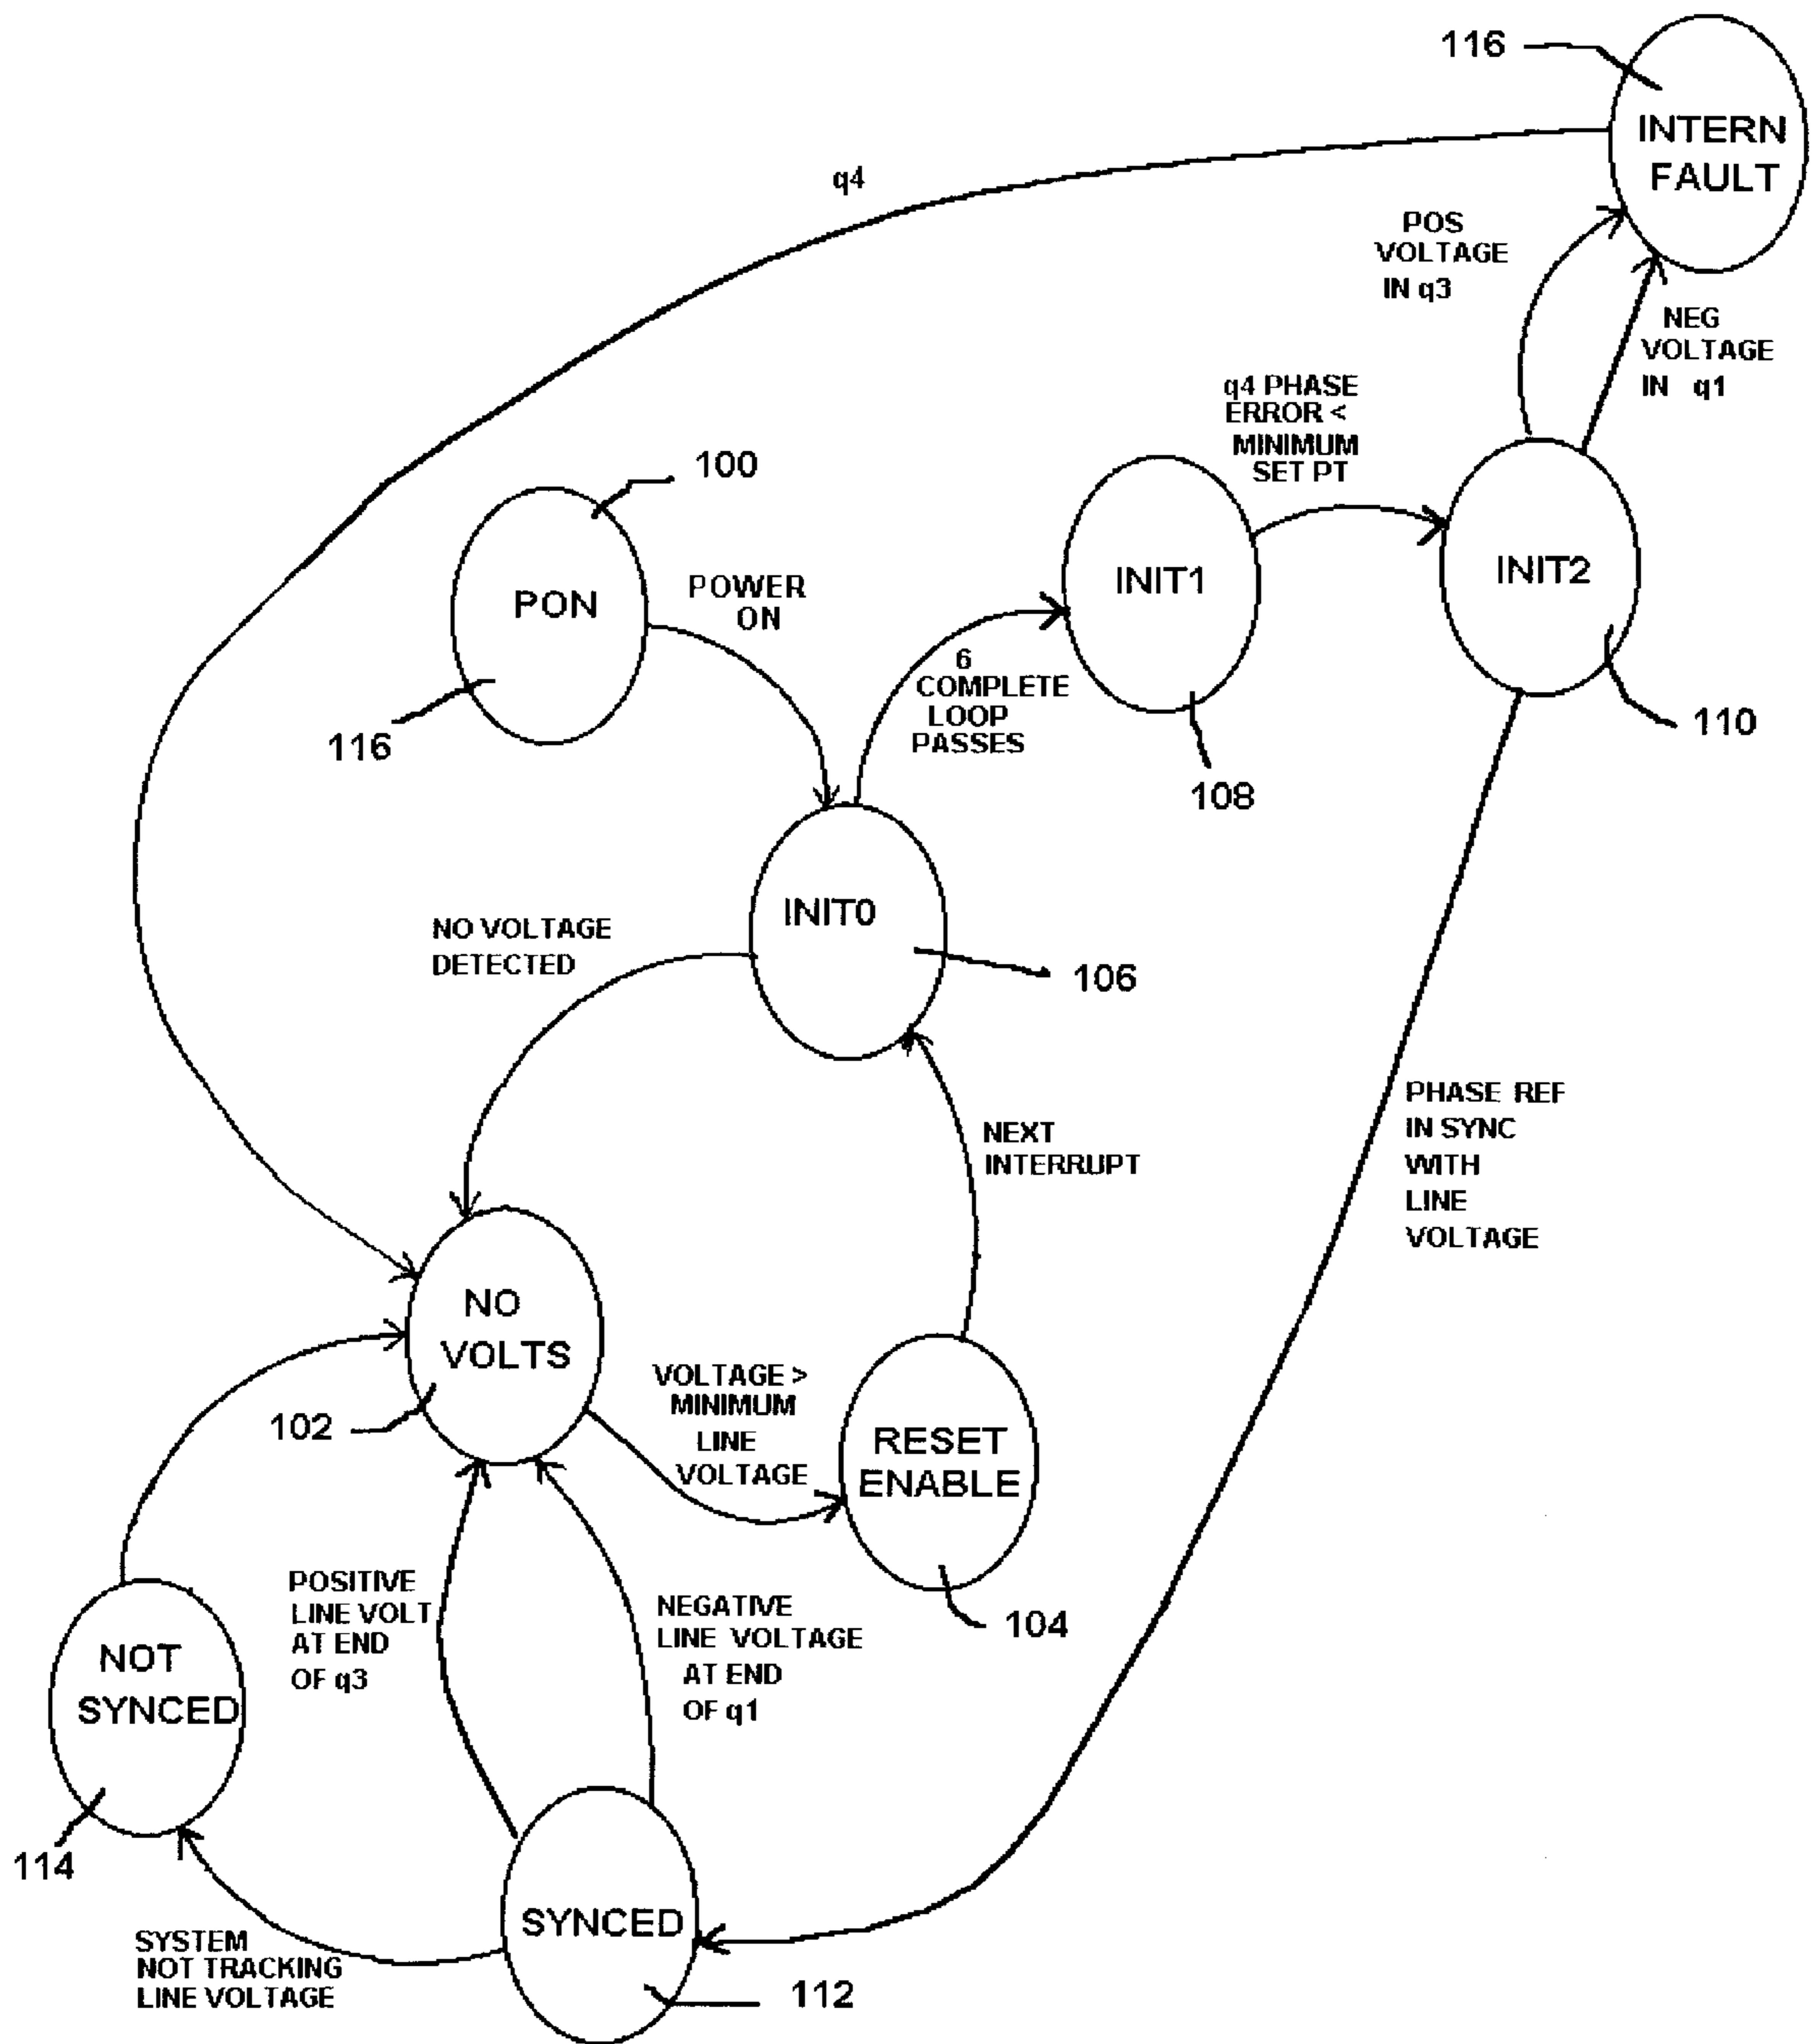 116
INTERN
FAULT
q4
POS
VOLTAGE
IN q3
NEG
VOLTAGE
IN q1
q4 PHASE
ERROR <
MINIMUM
SET PT
100
PON
POWER
ON
116
INIT1
INIT2
6
COMPLETE
LOOP
PASSES
108
110
INIT0
NO VOLTAGE
DETECTED
106
NEXT
INTERRUPT
PHASE REF
IN SYNC
WITH
LINE
VOLTAGE
NO
VOLTS
102
VOLTAGE >
MINIMUM
LINE
VOLTAGE
RESET
ENABLE
104
POSITIVE
LINE VOLT
AT END
OF q3
NEGATIVE
LINE VOLTAGE
AT END
OF q1
NOT
SYNCED
114
SYNCED
SYSTEM
NOT TRACKING
LINE VOLTAGE
112